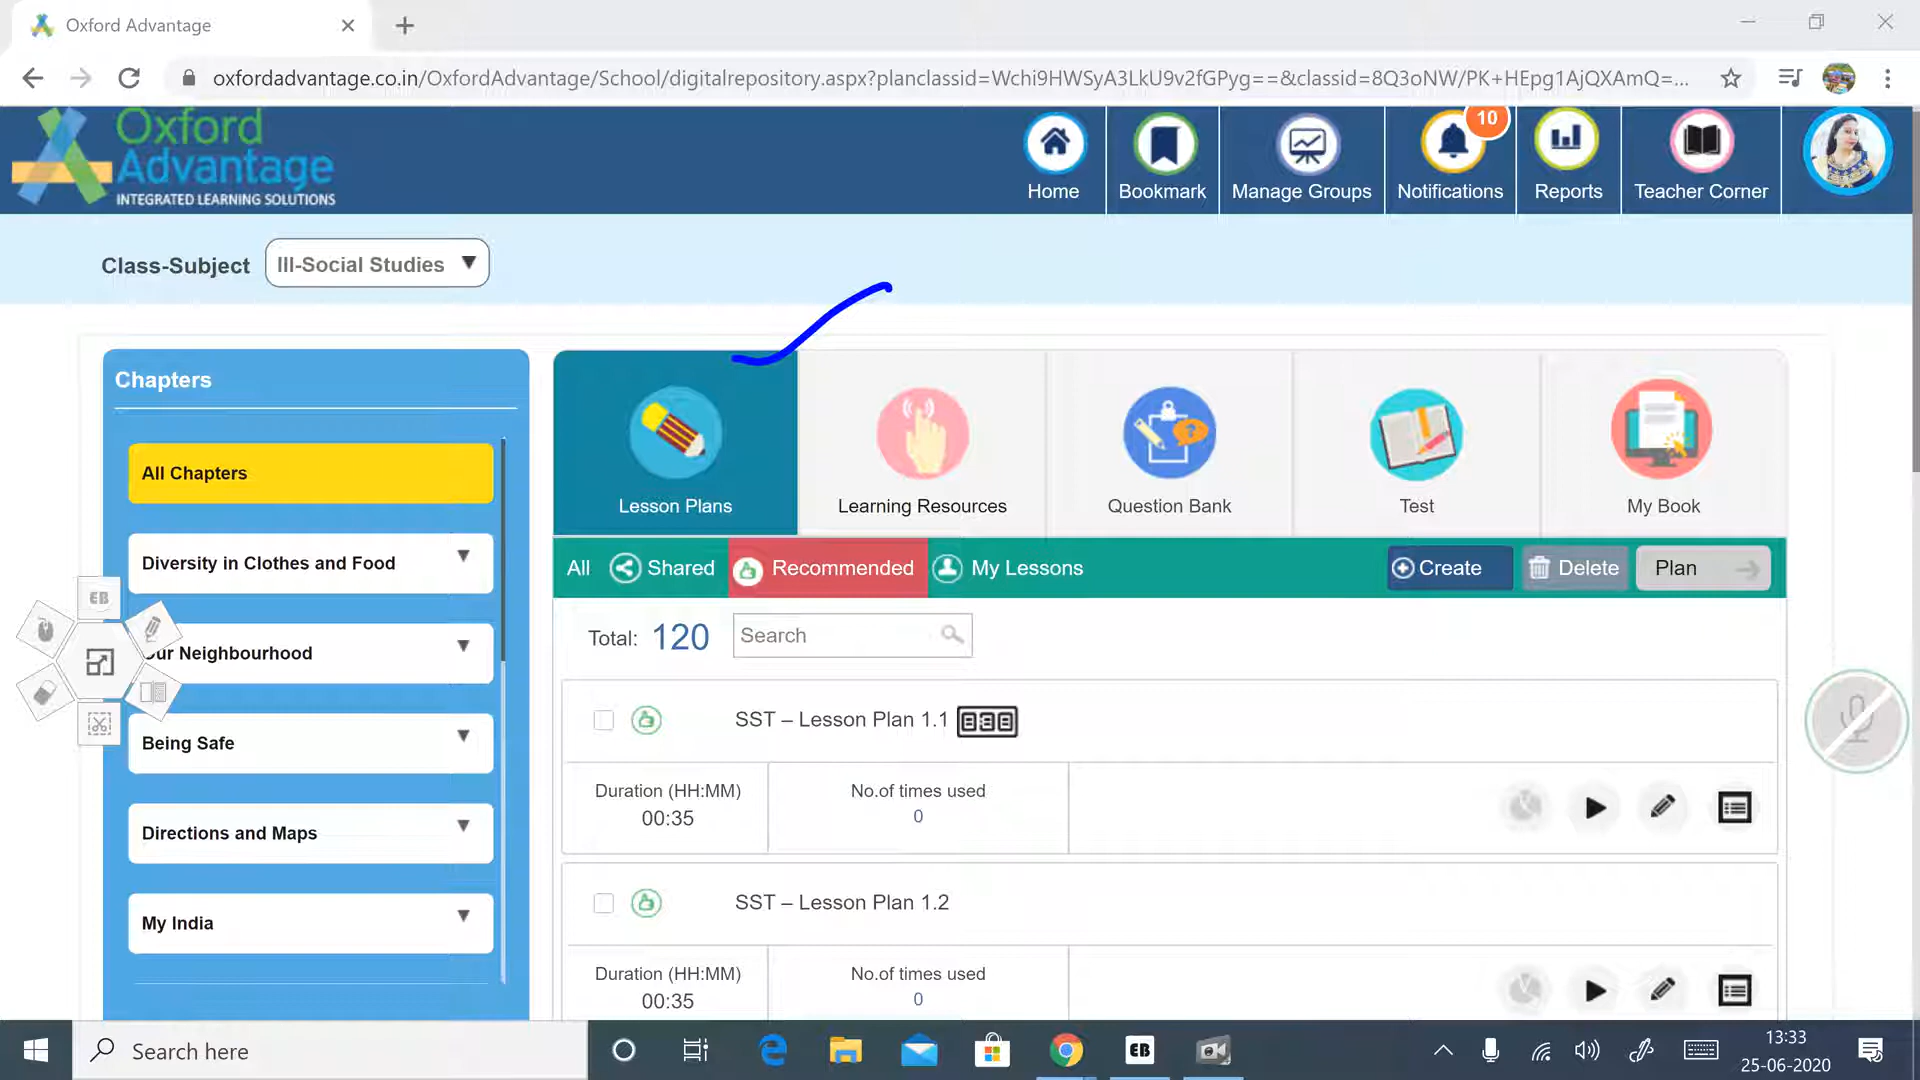 Oxford Advantage
oxfordadvantage.co.in/OxfordAdvantage/School/digitalrepository.aspx?planclassid=Wchi9HWSyA3LkU9v2fGPyg==&classid=8Q3oNW/PK+HEpg1AjQXAmQ=...
Oxford
Advantage
INTEGRATED LEARNING SOLUTIONS
Home
Bookmark
Manage Groups
10
Notifications
Reports
Teacher Corner
Class-Subject
III-Social Studies
Chapters
All Chapters
Diversity in Clothes and Food
Our Neighbourhood
Being Safe
Directions and Maps
My India
EB
Lesson Plans
Learning Resources
Question Bank
Test
My Book
All
Shared
Recommended
My Lessons
Create
Delete
Plan
Total: 120
Search
SST – Lesson Plan 1.1
Duration (HH:MM)
00:35
No.of times used
0
SST – Lesson Plan 1.2
Duration (HH:MM)
00:35
No.of times used
0
Search here
EB
13:33
25-06-2020